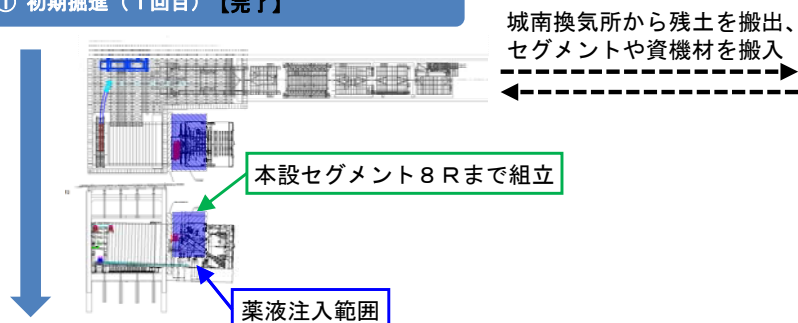 ① 初期掘進（１回目）【完了】
城南換気所から残土を搬出、
セグメントや資機材を搬入
本設セグメント８Ｒまで組立
薬液注入範囲